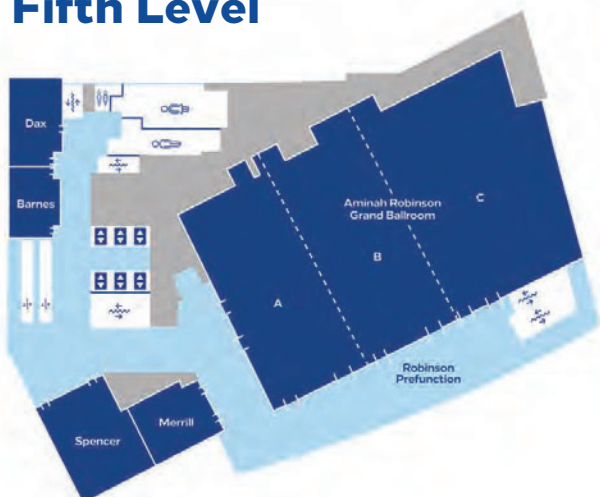 Fifth Level
Dax
Barnes
Aminah Robinson
Grand Ballroom
C
B
A
Robinson
Prefunction
Merrill
Spencer